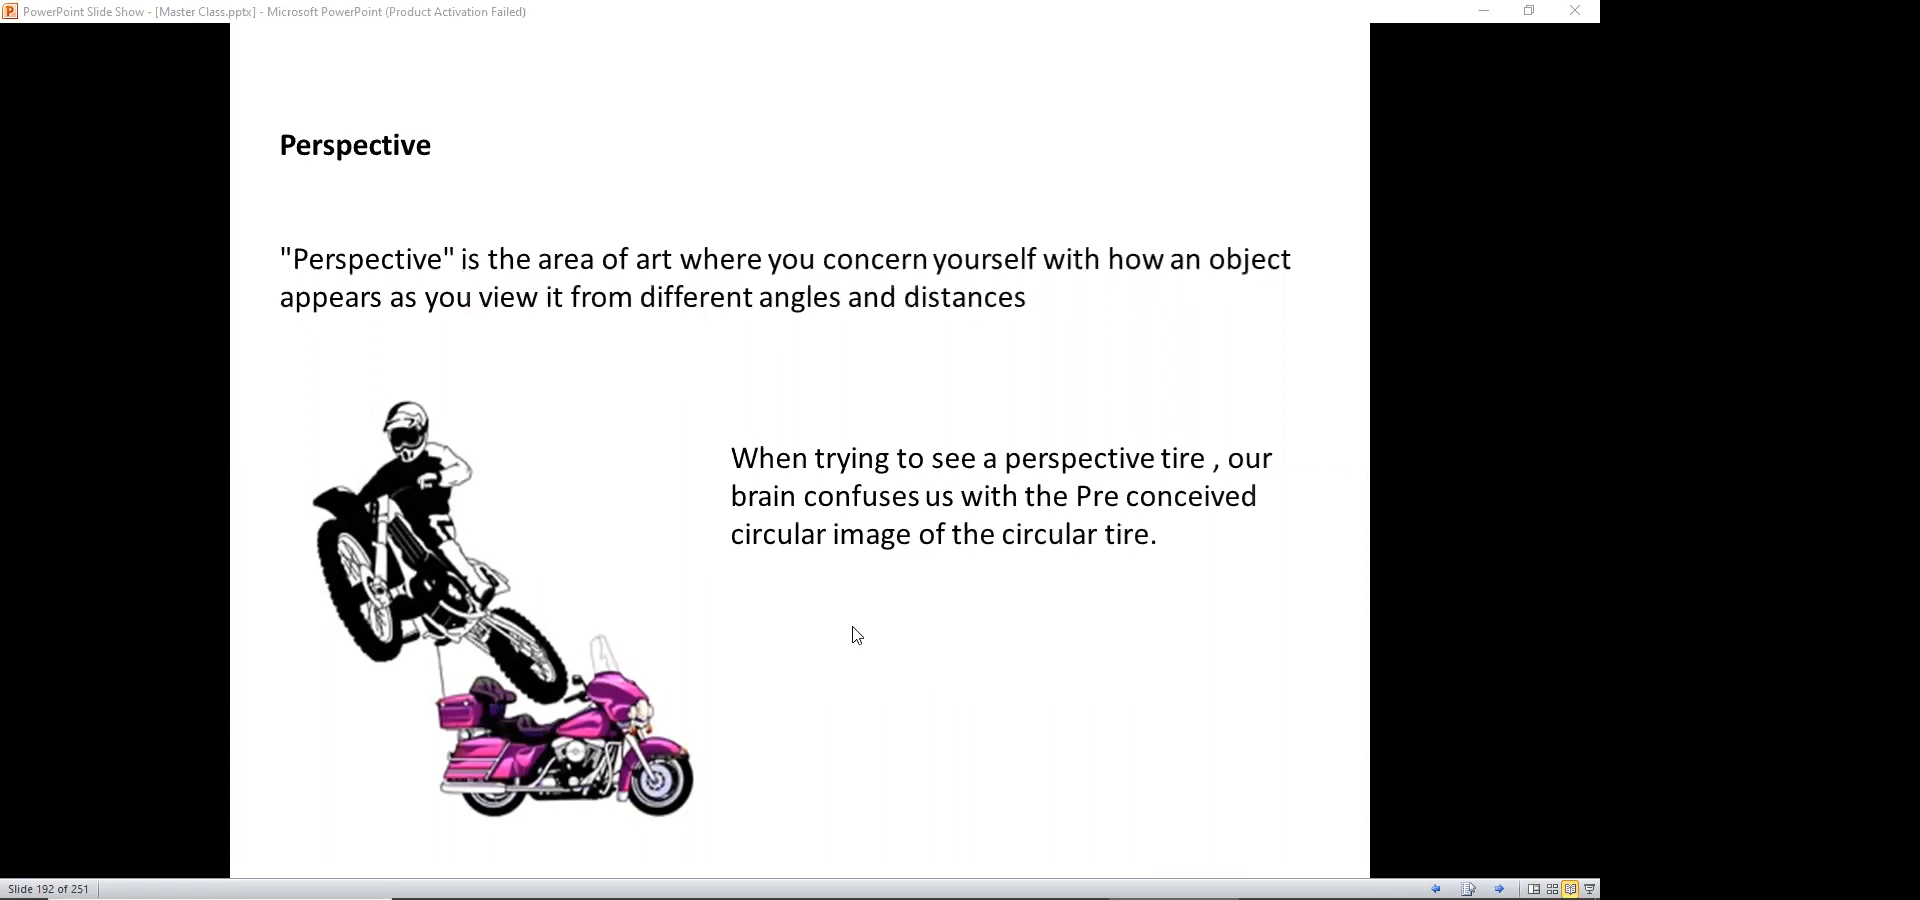 PowerPoint Slide Show - [Master Class.pptx] - Microsoft PowerPoint (Product Activation Failed)
Perspective
"Perspective" is the area of art where you concern yourself with how an object
appears as you view it from different angles and distances
When trying to see a perspective tire , our
brain confuses us with the Pre conceived
circular image of the circular tire.
Slide 192 of 251